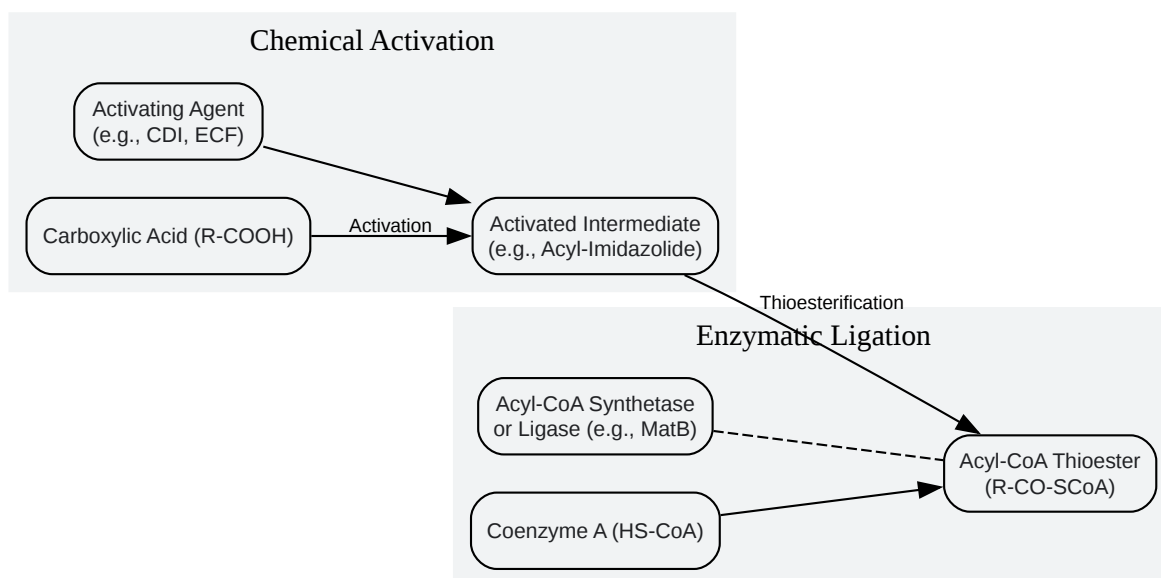 Chemical Activation
Activating Agent
(e.g., CDI, ECF)
Carboxylic Acid (R-COOH)
Activation
Activated Intermediate
(e.g., Acyl-Imidazolide)
Thioesterification
Enzymatic Ligation
Acyl-CoA Synthetase
or Ligase (e.g., MatB)
Acyl-CoA Thioester
(R-CO-SCoA)
Coenzyme A (HS-CoA)